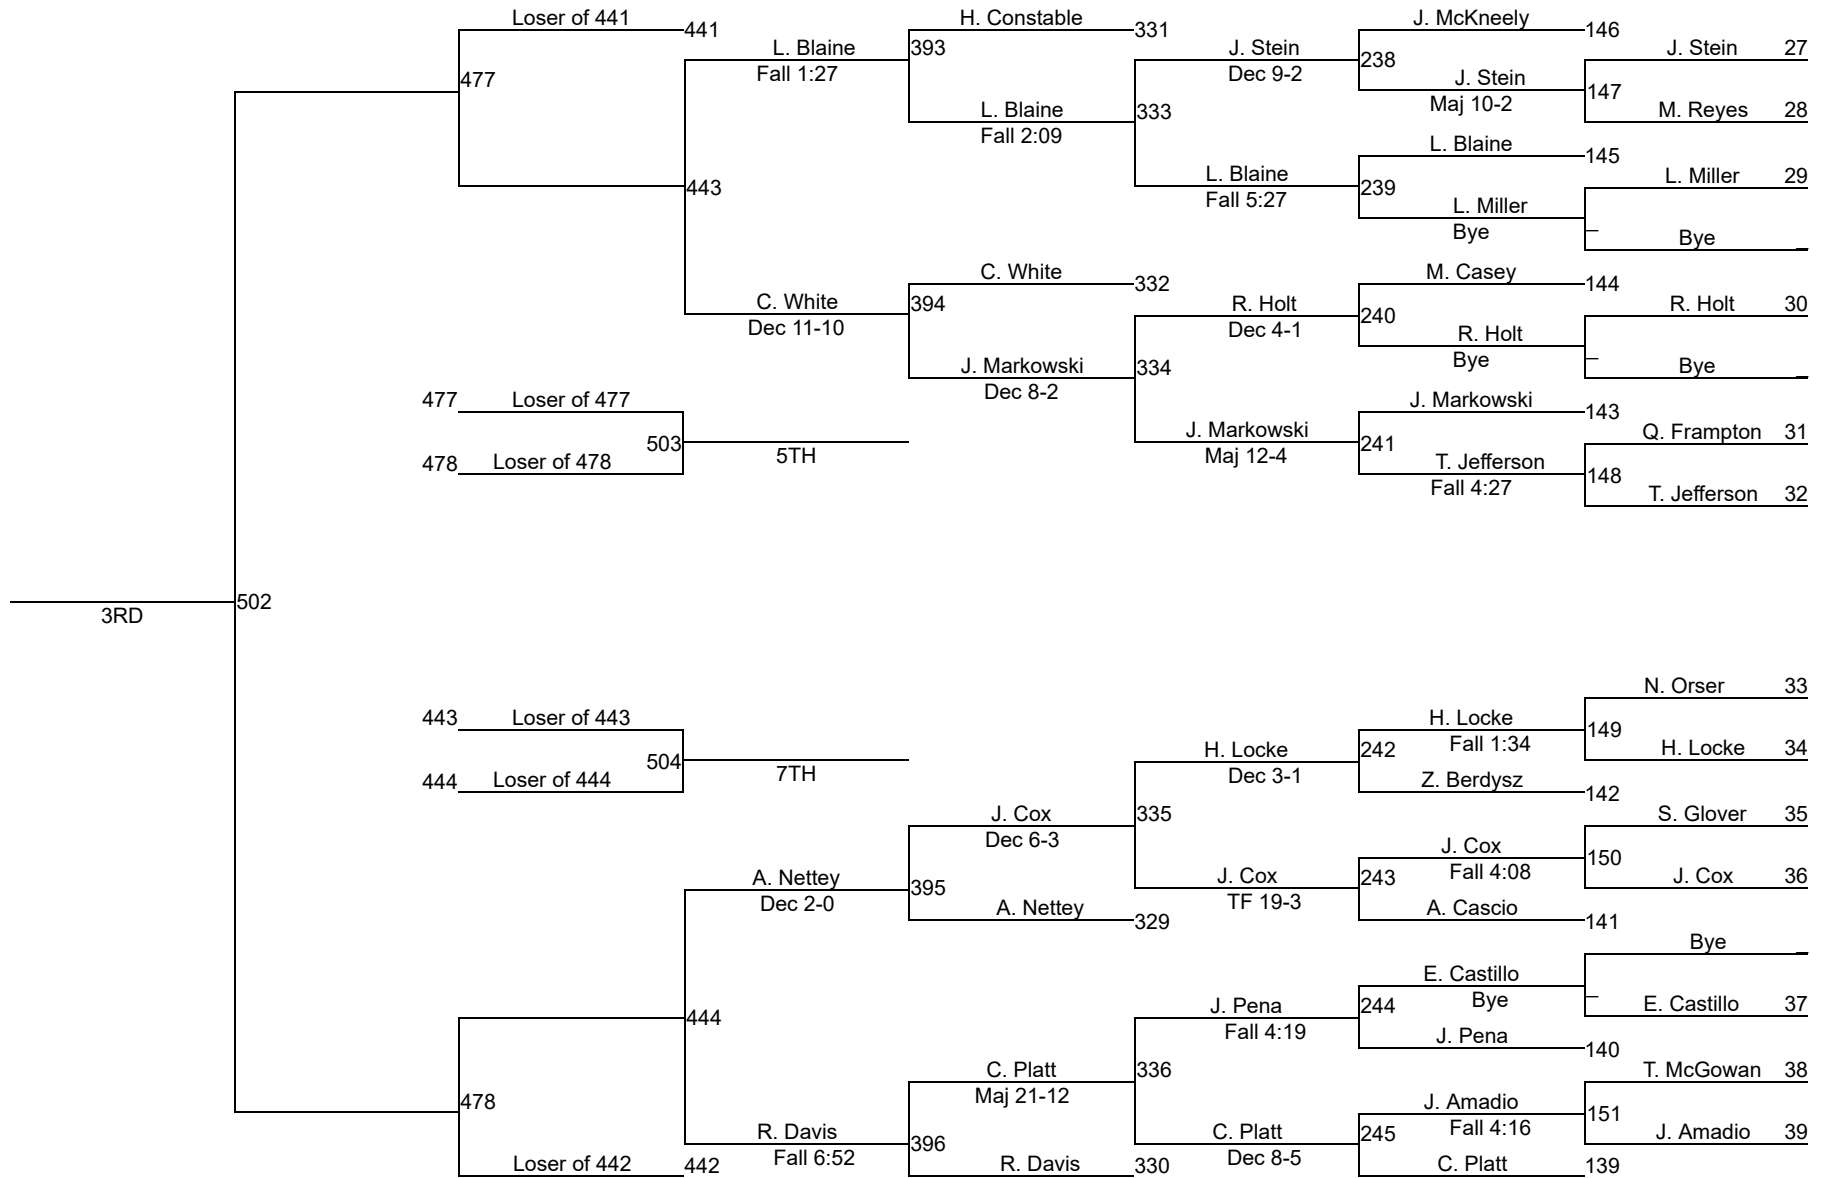 Loser of 441
441
H. Constable
331
J. McKneely
146
477
L. Blaine
Fall 1:27
393
J. Stein
Dec 9-2
238
J. Stein 27
J. Stein
Maj 10-2
147
L. Blaine
Fall 2:09
333
M. Reyes 28
L. Blaine
145
443
L. Blaine
Fall 5:27
239
L. Miller 29
L. Miller
Bye
_
Bye _
C. White
332
M. Casey
144
C. White
Dec 11-10
394
R. Holt
Dec 4-1
240
R. Holt 30
R. Holt
Bye
_
Bye _
J. Markowski
Dec 8-2
334
477 Loser of 477
J. Markowski
143
503
5TH
J. Markowski
Maj 12-4
241
Q. Frampton 31
478 Loser of 478
T. Jefferson
Fall 4:27
148
T. Jefferson 32
3RD
502
N. Orser 33
443 Loser of 443
H. Locke
Fall 1:34
149
504
7TH
H. Locke
Dec 3-1
242
H. Locke 34
444 Loser of 444
Z. Berdysz
142
J. Cox
Dec 6-3
335
S. Glover 35
J. Cox
Fall 4:08
150
A. Nettey
Dec 2-0
395
J. Cox
TF 19-3
243
J. Cox 36
A. Nettey
329
A. Cascio
141
Bye _
E. Castillo
Bye
_
444
J. Pena
Fall 4:19
244
E. Castillo 37
J. Pena
140
C. Platt
Maj 21-12
336
T. McGowan 38
478
J. Amadio
Fall 4:16
151
R. Davis
Fall 6:52
396
C. Platt
Dec 8-5
245
J. Amadio 39
Loser of 442
442
R. Davis
330
C. Platt
139